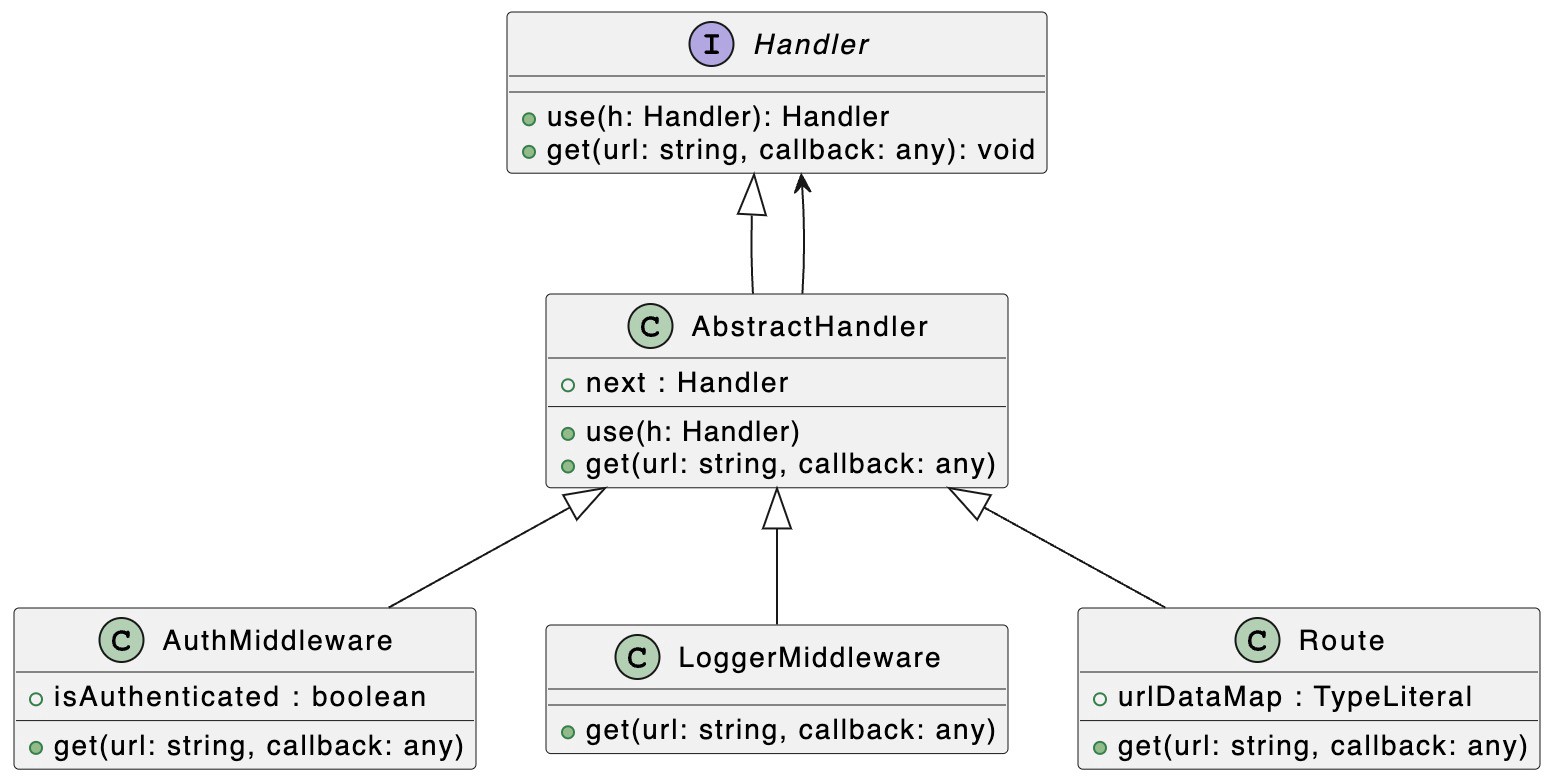 I Handler
use(h: Handler): Handler
get(url: string, callback: any): void
C AbstractHandler
next : Handler
use(h: Handler)
get(url: string, callback: any)
C AuthMiddleware
isAuthenticated : boolean
get(url: string, callback: any)
C LoggerMiddleware
get(url: string, callback: any)
C Route
urlDataMap : TypeLiteral
get(url: string, callback: any)